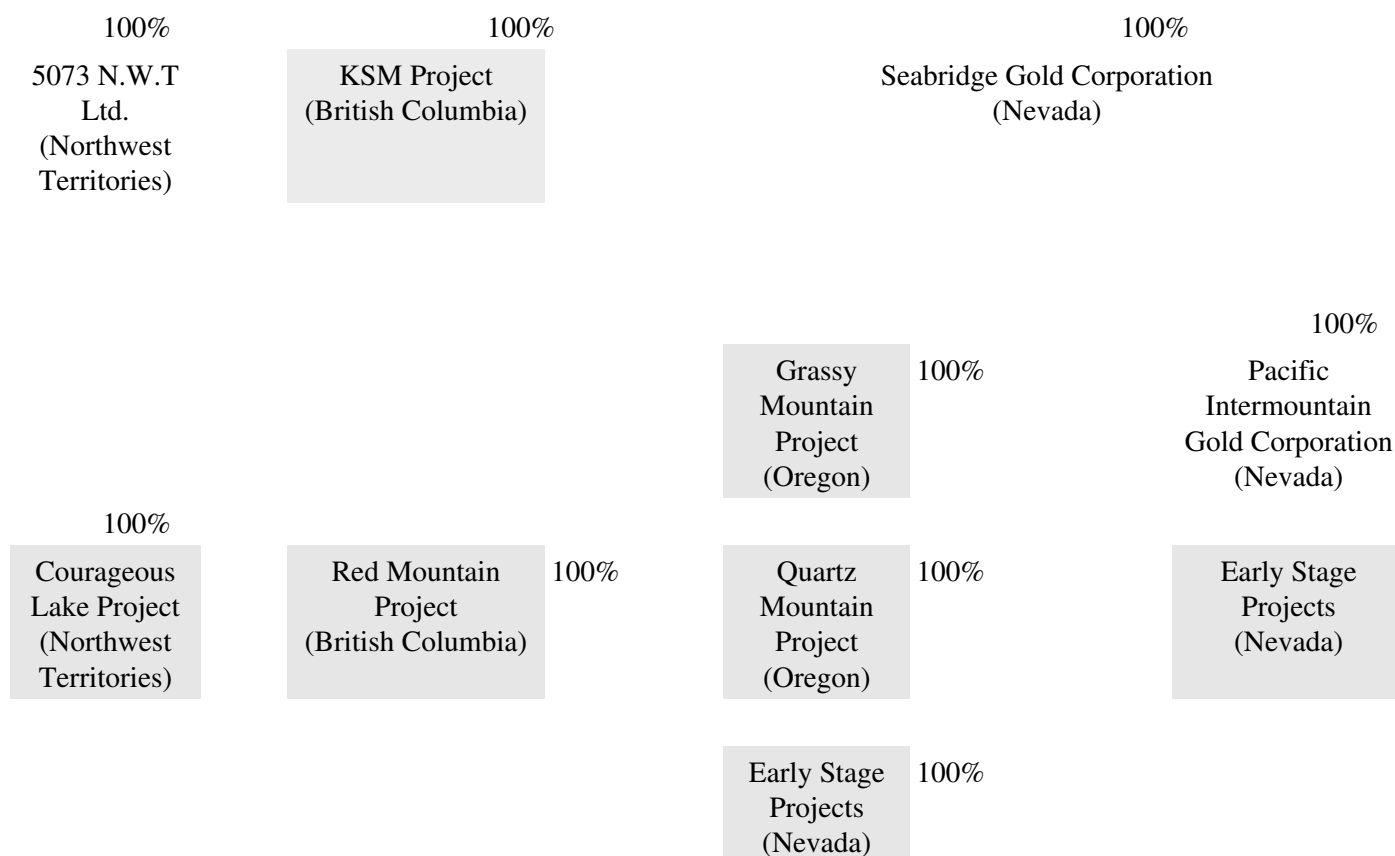 100%
100%
100%
5073 N.W.T
Ltd.
(Northwest
Territories)
KSM Project
(British Columbia)
Seabridge Gold Corporation
(Nevada)
100%
Grassy
Mountain
Project
(Oregon)
100%
Pacific
Intermountain
Gold Corporation
(Nevada)
100%
Courageous
Lake Project
(Northwest
Territories)
Red Mountain
Project
(British Columbia)
100%
Quartz
Mountain
Project
(Oregon)
100%
Early Stage
Projects
(Nevada)
Early Stage
Projects
(Nevada)
100%